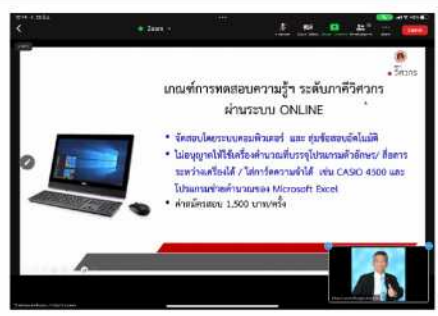 Zoom
วิศวกร
เกณฑ์การทดสอบความรู้ฯ ระดับภาคีวิศวกร
ผ่านระบบ ONLINE
• จัดสอบโดยระบบคอมพิวเตอร์ และ สุ่มข้อสอบอัตโนมัติ
• ไม่อนุญาตให้ใช้เครื่องคำนวณที่บรรจุโปรแกรมตัวอักษร/ สื่อสาร
ระหว่างเครื่องได้ / ใส่การ์ดความจำได้ เช่น CASIO 4500 และ
โปรแกรมช่วยคำนวณของ Microsoft Excel
• ค่าสมัครสอบ 1,500 บาท/ครั้ง